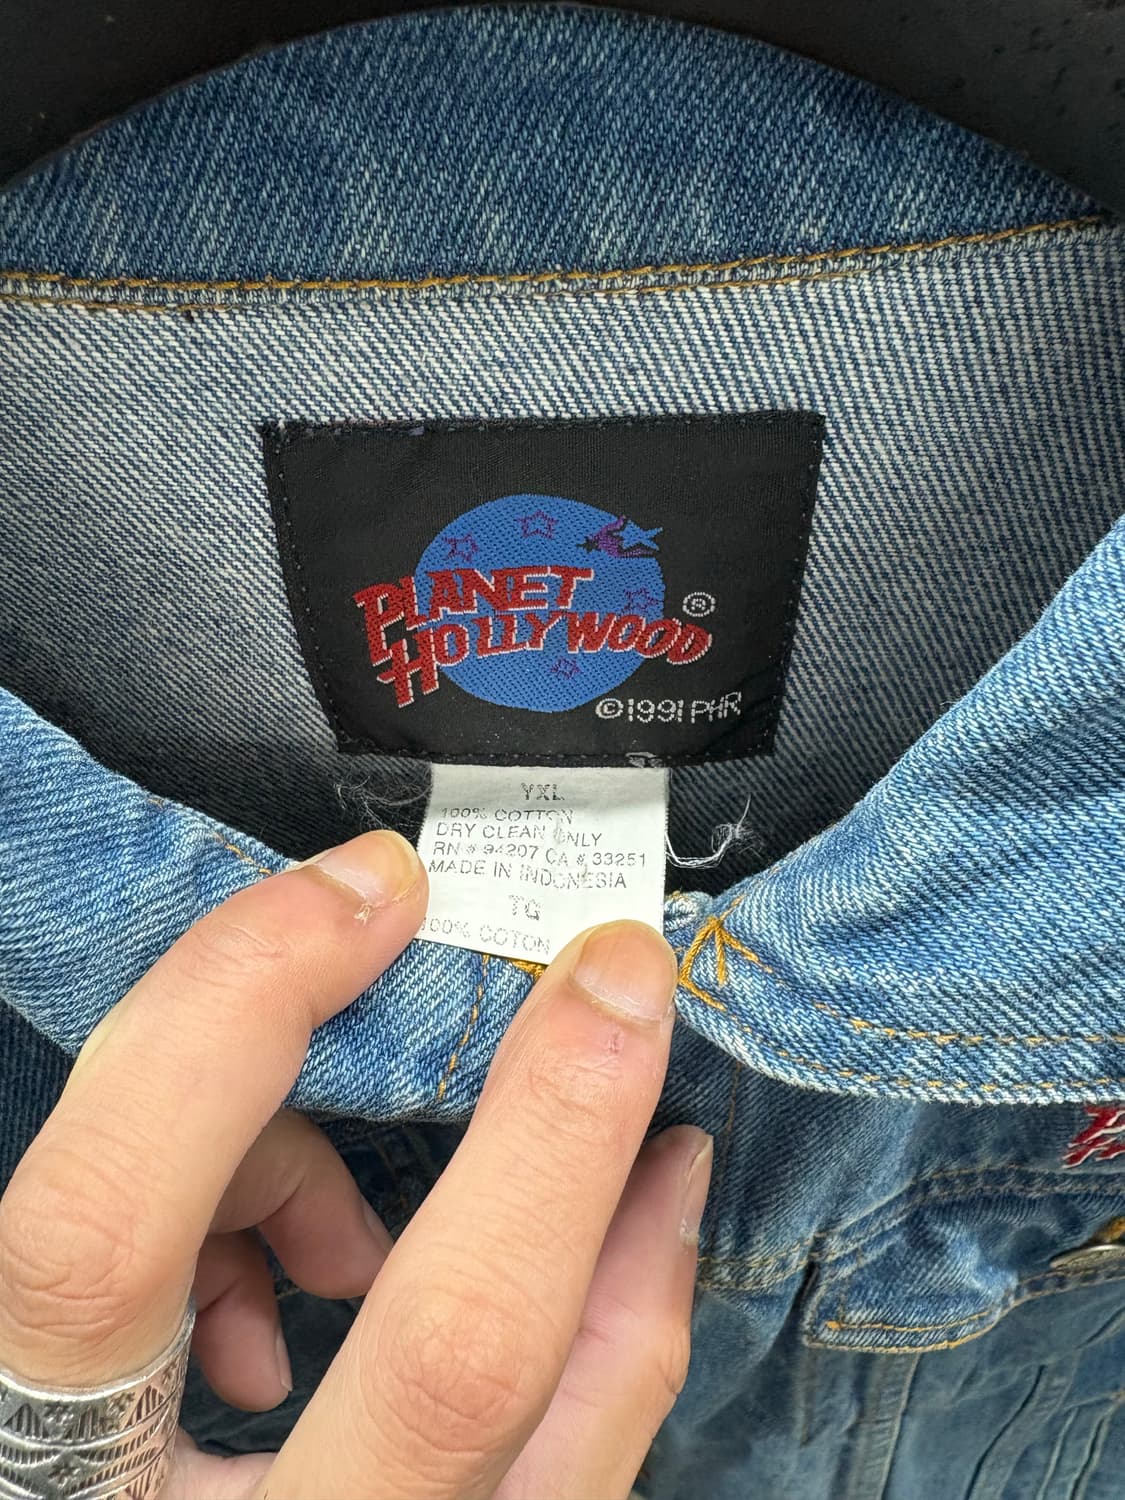 PLANET
HOLLYWOOD ®
©1991 PHR
YXL
100% COTTON
DRY CLEAN ONLY
RN # 94207 CA # 33251
MADE IN INDONESIA
TG
100% COTON